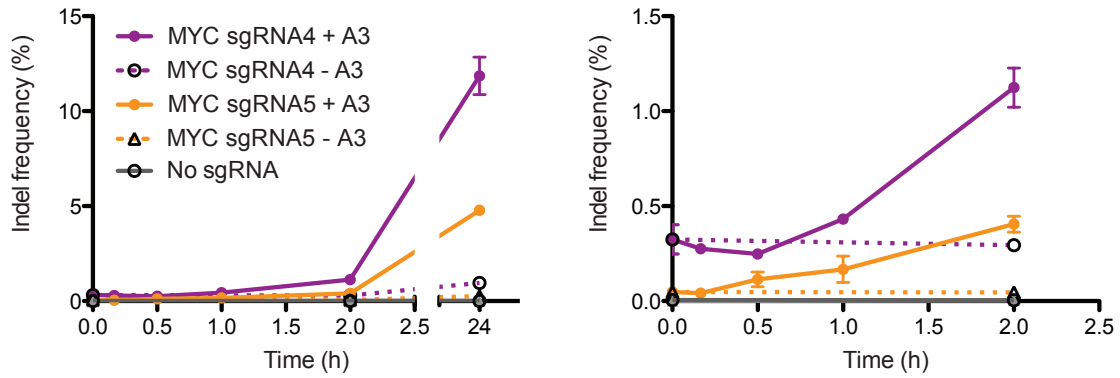 Indel frequency (%)
15
10
5
0
MYC sgRNA4 + A3
MYC sgRNA4 - A3
MYC sgRNA5 + A3
MYC sgRNA5 - A3
No sgRNA
0.0 0.5 1.0 1.5 2.0 2.5 24
Time (h)
Indel frequency (%)
1.5
1.0
0.5
0.0
0.0 0.5 1.0 1.5 2.0 2.5
Time (h)